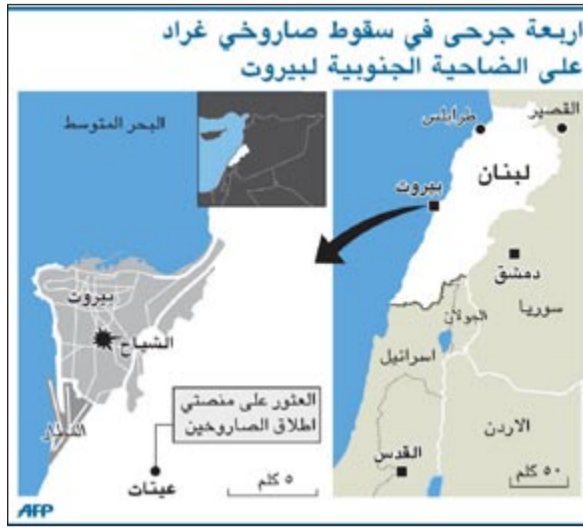 اربعة جرحى في سقوط صاروخي غراد
على الضاحية الجنوبية لبيروت
القصير
طرابلس
لبنان
بيروت
دمشق
سوريا
الجولان
اسرائيل
الاردن
القدس
٥٠ كلم
البحر المتوسط
بيروت
الشياح
المطار
العثور على منصتي
اطلاق الصاروخين
عيتات
٥ كلم
AFP